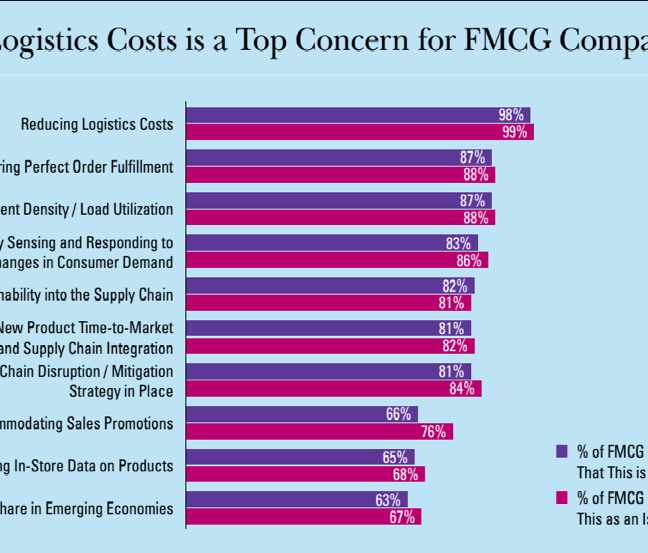 Logistics Costs is a Top Concern for FMCG Compa
98%
Reducing Logistics Costs
99%
87%
ring Perfect Order Fulfillment
88%
87%
ent Density / Load Utilization
88%
y Sensing and Responding to
83%
anges in Consumer Demand
86%
82%
nability into the Supply Chain
81%
New Product Time-to-Market
81%
and Supply Chain Integration
82%
Chain Disruption / Mitigation
81%
Strategy in Place
84%
66%
mmodating Sales Promotions
76%
65%
ng In-Store Data on Products
68%
63%
hare in Emerging Economies
67%
% of FMCG
That This is
% of FMCG
This as an Is